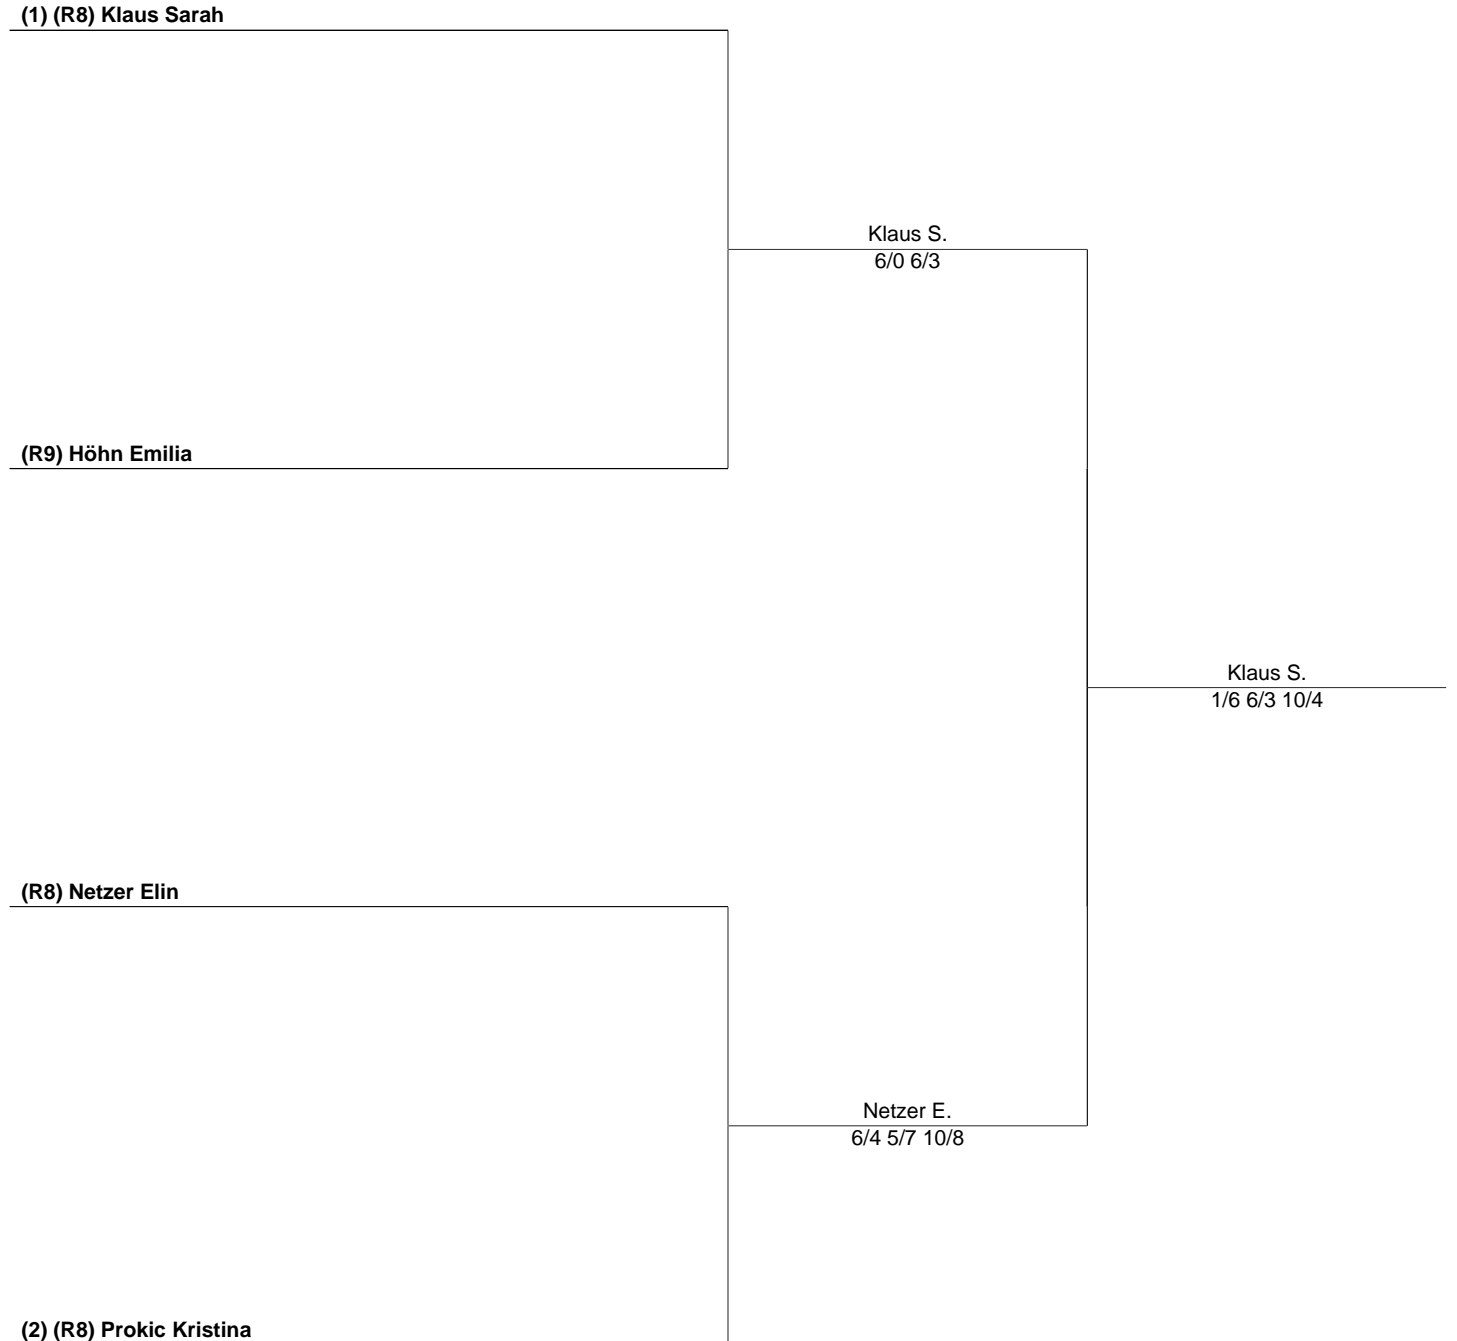 (1) (R8) Klaus Sarah
Klaus S.
6/0 6/3
(R9) Höhn Emilia
Klaus S.
1/6 6/3 10/4
(R8) Netzer Elin
Netzer E.
6/4 5/7 10/8
(2) (R8) Prokic Kristina